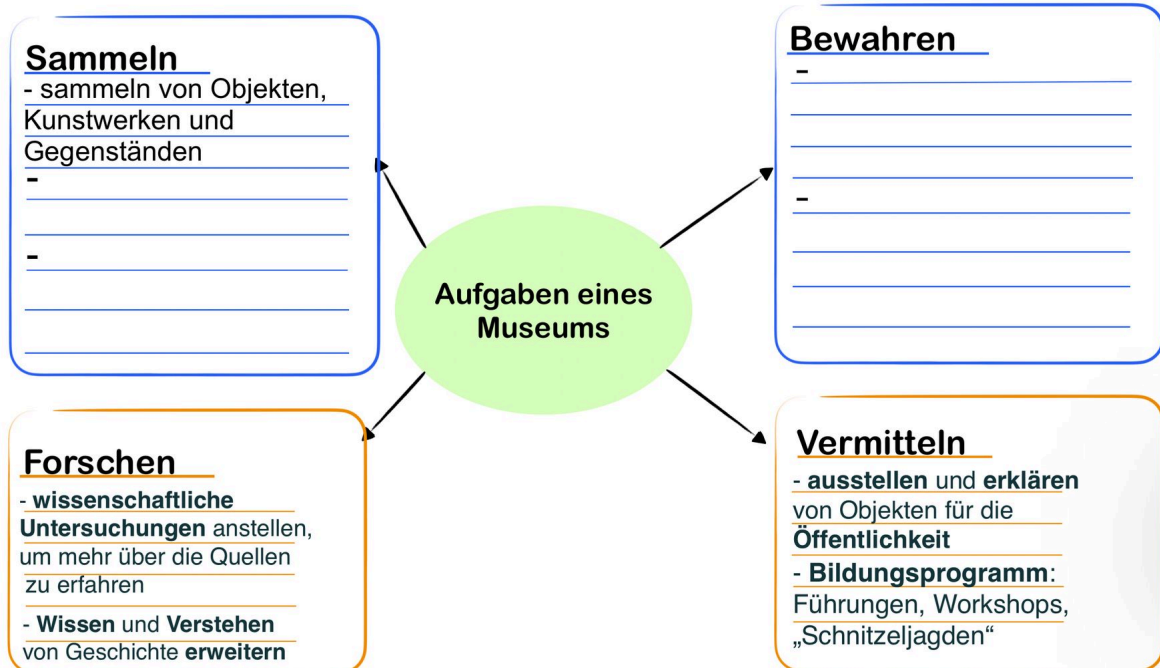 Sammeln
- sammeln von Objekten,
Kunstwerken und
Gegenständen
-
-
Bewahren
-
-
Aufgaben eines
Museums
Forschen
- wissenschaftliche
Untersuchungen anstellen,
um mehr über die Quellen
zu erfahren
- Wissen und Verstehen
von Geschichte erweitern
Vermitteln
- ausstellen und erklären
von Objekten für die
Öffentlichkeit
- Bildungsprogramm:
Führungen, Workshops,
„Schnitzeljagden“